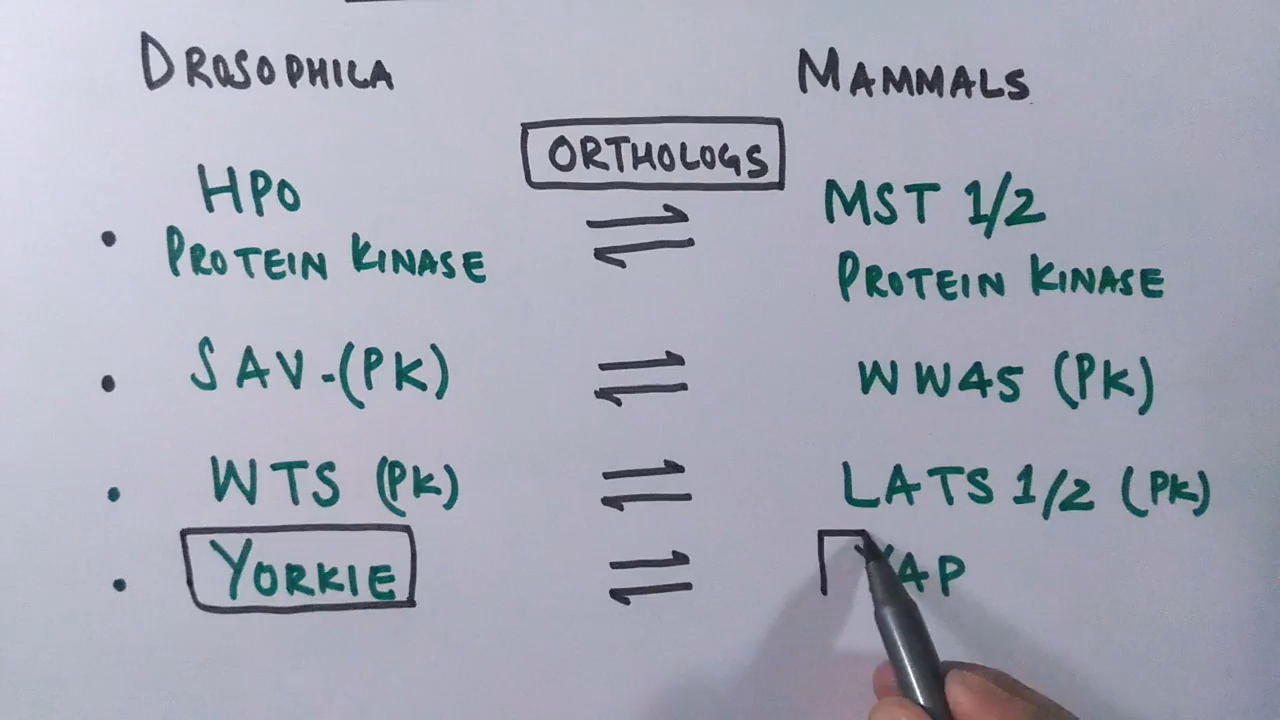 DROSOPHILA MAMMALS
ORTHOLOGS
HPO MST 1/2
PROTEIN KINASE PROTEIN KINASE
SAV-(PK) WW45 (PK)
WTS (PK) LATS 1/2 (PK)
YORKIE YAP